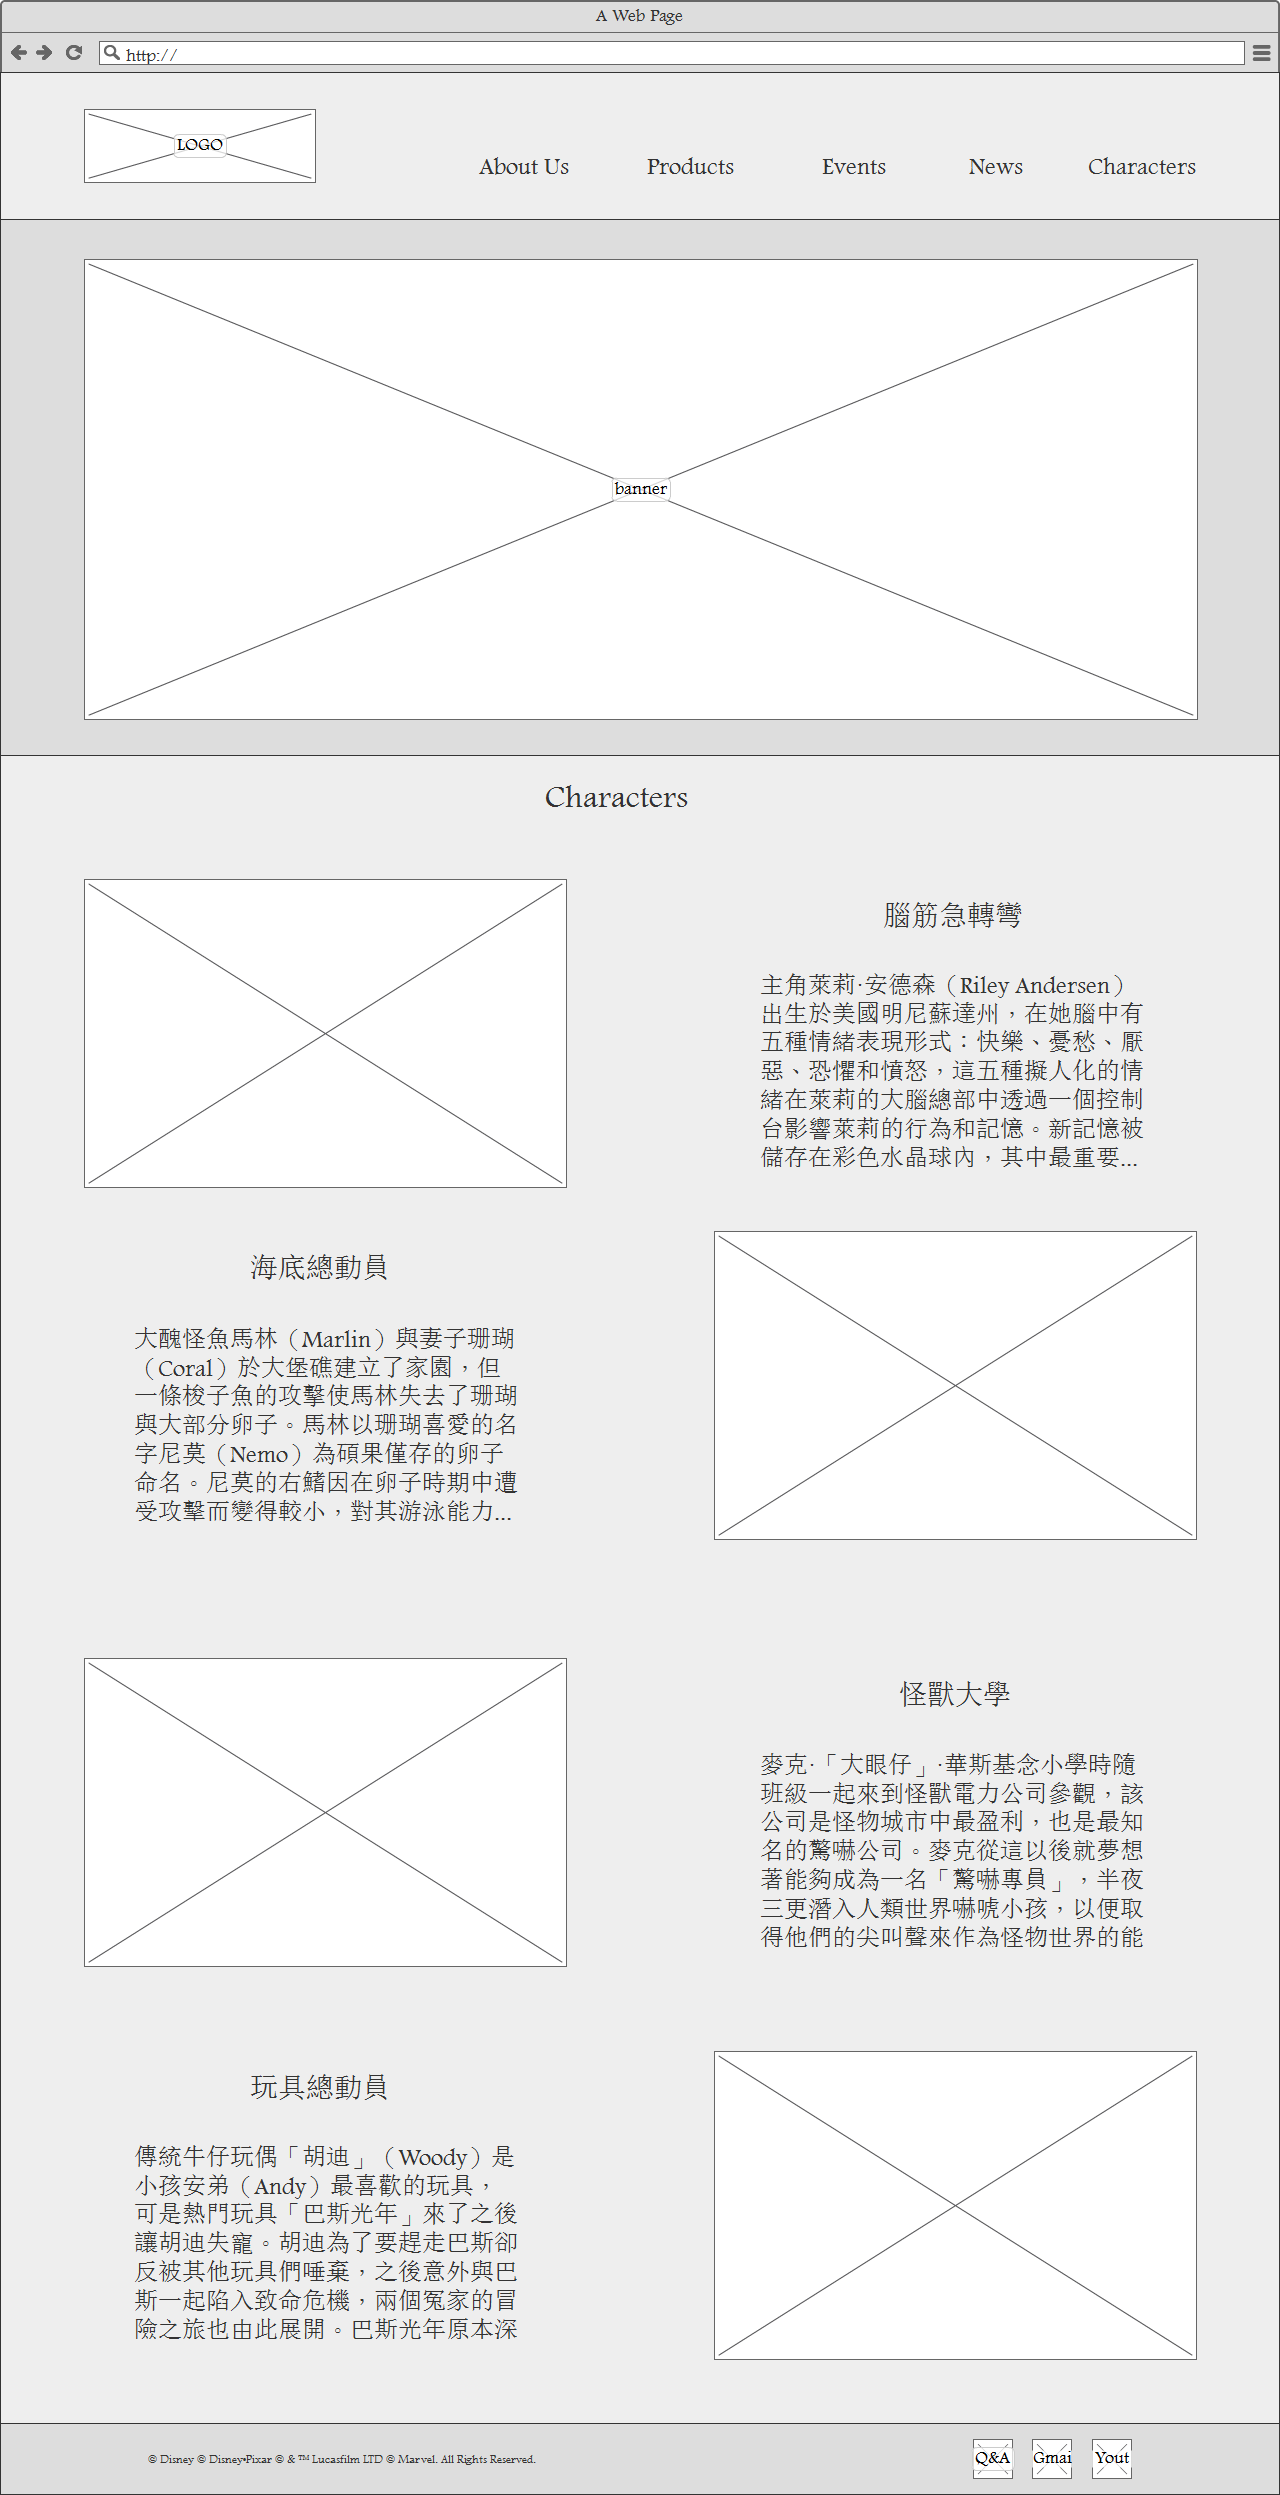 A Web Page
http://
LOGO
About Us
Products
Events
News
Characters
banner
Characters
腦筋急轉彎
主角萊莉·安德森（Riley Andersen）
出生於美國明尼蘇達州，在她腦中有
五種情緒表現形式：快樂、憂愁、厭
惡、恐懼和憤怒，這五種擬人化的情
緒在萊莉的大腦總部中透過一個控制
台影響萊莉的行為和記憶。新記憶被
儲存在彩色水晶球內，其中最重要...
海底總動員
大醜怪魚馬林（Marlin）與妻子珊瑚
（Coral）於大堡礁建立了家園，但
一條梭子魚的攻擊使馬林失去了珊瑚
與大部分卵子。馬林以珊瑚喜愛的名
字尼莫（Nemo）為碩果僅存的卵子
命名。尼莫的右鰭因在卵子時期中遭
受攻擊而變得較小，對其游泳能力...
怪獸大學
麥克·「大眼仔」·華斯基念小學時隨
班級一起來到怪獸電力公司參觀，該
公司是怪物城市中最盈利，也是最知
名的驚嚇公司。麥克從這以後就夢想
著能夠成為一名「驚嚇專員」，半夜
三更潛入人類世界嚇唬小孩，以便取
得他們的尖叫聲來作為怪物世界的能
玩具總動員
傳統牛仔玩偶「胡迪」（Woody）是
小孩安弟（Andy）最喜歡的玩具，
可是熱門玩具「巴斯光年」來了之後
讓胡迪失寵。胡迪為了要趕走巴斯卻
反被其他玩具們唾棄，之後意外與巴
斯一起陷入致命危機，兩個冤家的冒
險之旅也由此展開。巴斯光年原本深
© Disney © Disney•Pixar © & ™ Lucasfilm LTD © Marvel. All Rights Reserved.
Q&A
Gmai
Yout